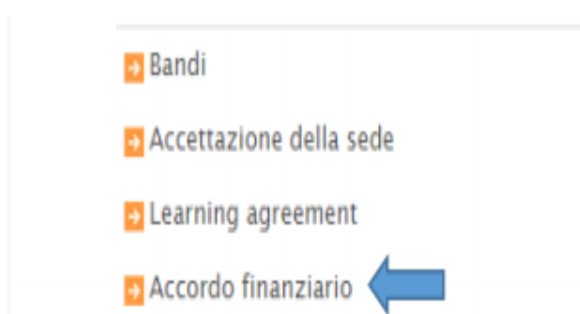 Bandi
Accettazione della sede
Learning agreement
Accordo finanziario